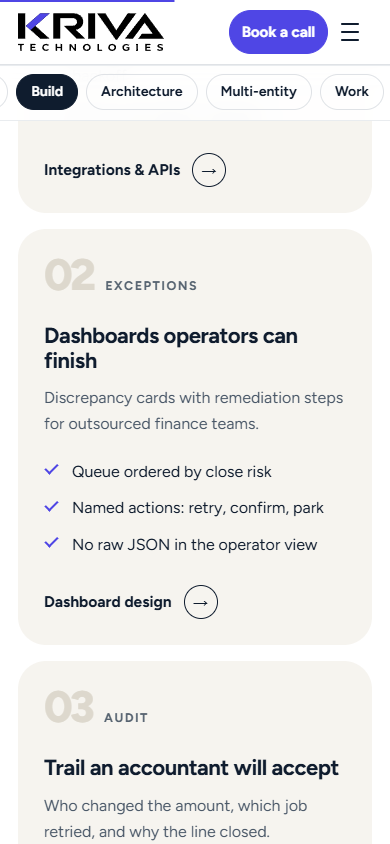 KRIVA
TECHNOLOGIES
Book a call
Build
Architecture
Multi-entity
Work
Integrations & APIs
02 EXCEPTIONS
Dashboards operators can
finish
Discrepancy cards with remediation steps
for outsourced finance teams.
Queue ordered by close risk
Named actions: retry, confirm, park
No raw JSON in the operator view
Dashboard design
03 AUDIT
Trail an accountant will accept
Who changed the amount, which job
retried, and why the line closed.